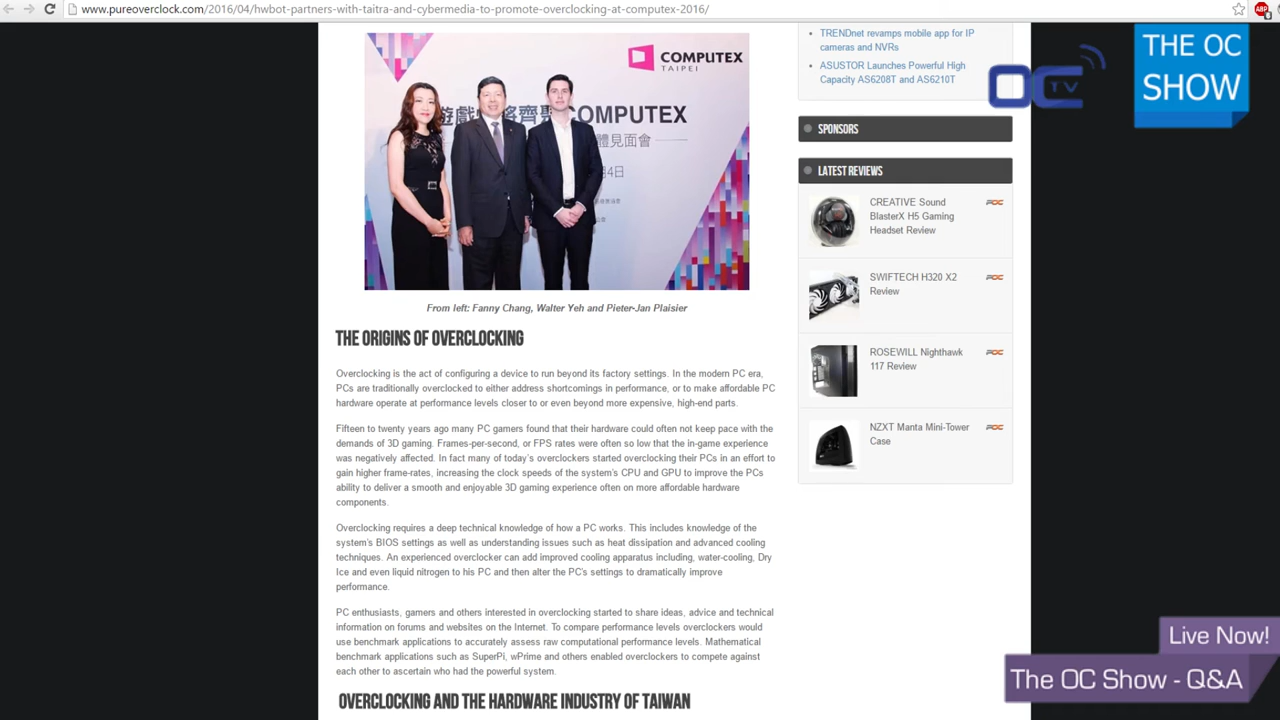 www.pureoverclock.com/2016/04/hwbot-partners-with-taitra-and-cybermedia-to-promote-overclocking-at-computex-2016/
ABP
COMPUTEX
TAIPEI
COMPUTEX
體見面會
4日
From left: Fanny Chang, Walter Yeh and Pieter-Jan Plaisier
THE ORIGINS OF OVERCLOCKING
Overclocking is the act of configuring a device to run beyond its factory settings. In the modern PC era,
PCs are traditionally overclocked to either address shortcomings in performance, or to make affordable PC
hardware operate at performance levels closer to or even beyond more expensive, high-end parts.
Fifteen to twenty years ago many PC gamers found that their hardware could often not keep pace with the
demands of 3D gaming. Frames-per-second, or FPS rates were often so low that the in-game experience
was negatively affected. In fact many of today's overclockers started overclocking their PCs in an effort to
gain higher frame-rates, increasing the clock speeds of the system's CPU and GPU to improve the PCs
ability to deliver a smooth and enjoyable 3D gaming experience often on more affordable hardware
components.
Overclocking requires a deep technical knowledge of how a PC works. This includes knowledge of the
system's BIOS settings as well as understanding issues such as heat dissipation and advanced cooling
techniques. An experienced overclocker can add improved cooling apparatus including, water-cooling, Dry
Ice and even liquid nitrogen to his PC and then alter the PC's settings to dramatically improve
performance.
PC enthusiasts, gamers and others interested in overclocking started to share ideas, advice and technical
information on forums and websites on the Internet. To compare performance levels overclockers would
use benchmark applications to accurately assess raw computational performance levels. Mathematical
benchmark applications such as SuperPi, wPrime and others enabled overclockers to compete against
each other to ascertain who had the powerful system.
OVERCLOCKING AND THE HARDWARE INDUSTRY OF TAIWAN
TRENDnet revamps mobile app for IP
cameras and NVRs
ASUSTOR Launches Powerful High
Capacity AS6208T and AS6210T
SPONSORS
LATEST REVIEWS
CREATIVE Sound
BlasterX H5 Gaming
Headset Review
POC
SWIFTECH H320 X2
Review
POC
ROSEWILL Nighthawk
117 Review
POC
NZXT Manta Mini-Tower
Case
POC
OCTV
THE OC
SHOW
Live Now!
The OC Show - Q&A